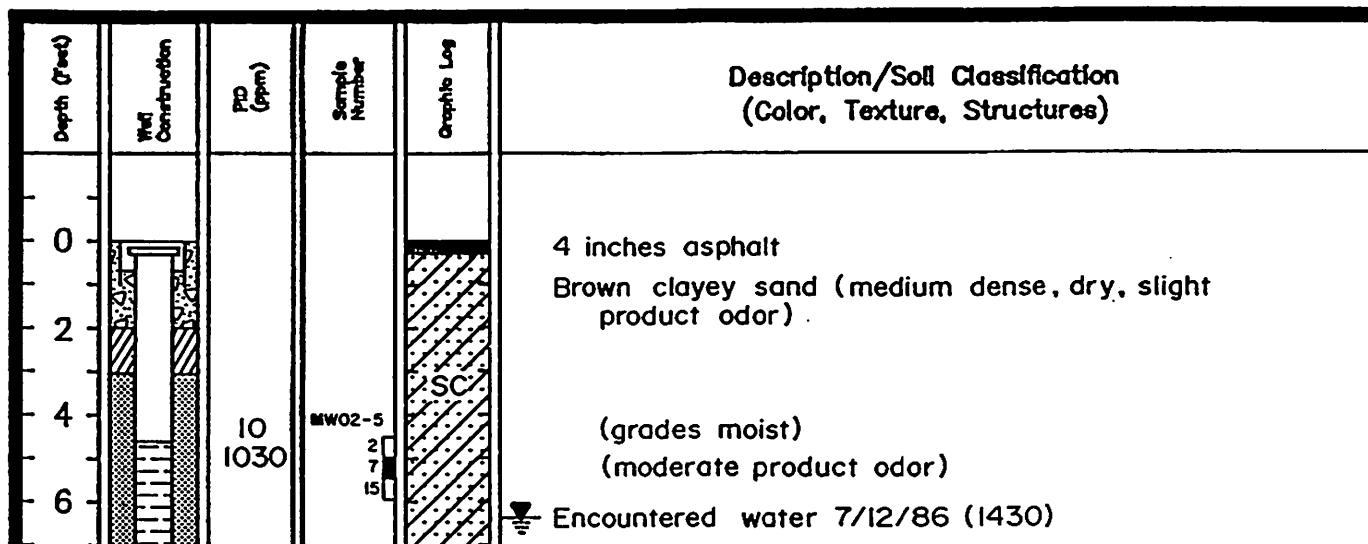 Depth (Feet)
Well
Construction
PID
(ppm)
Sample
Number
Graphic Log
Description/Soil Classification
(Color, Texture, Structures)
0
4 inches asphalt
Brown clayey sand (medium dense, dry, slight
product odor)
2
SC
4
10
1030
MW02-5
2
7
15
(grades moist)
(moderate product odor)
6
Encountered water 7/12/86 (1430)